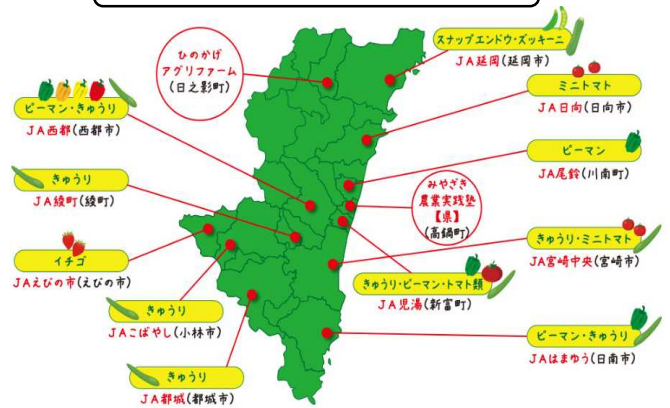 スナップエンドウ・ズッキーニ
JA延岡(延岡市)
ひのかげ
アグリファーム
(日之影町)
ミニトマト
JA日向(日向市)
ピーマン・きゅうり
JA西都(西都市)
ピーマン
JA尾鈴(川南町)
きゅうり
JA綾町(綾町)
みやざき
農業実践塾
【県】
(高鍋町)
きゅうり・ミニトマト
JA宮崎中央(宮崎市)
イチゴ
JAえびの市(えびの市)
きゅうり・ピーマン・トマト類
JA児湯(新富町)
きゅうり
JAこばやし(小林市)
ピーマン・きゅうり
JAはまゆう(日南市)
きゅうり
JA都城(都城市)